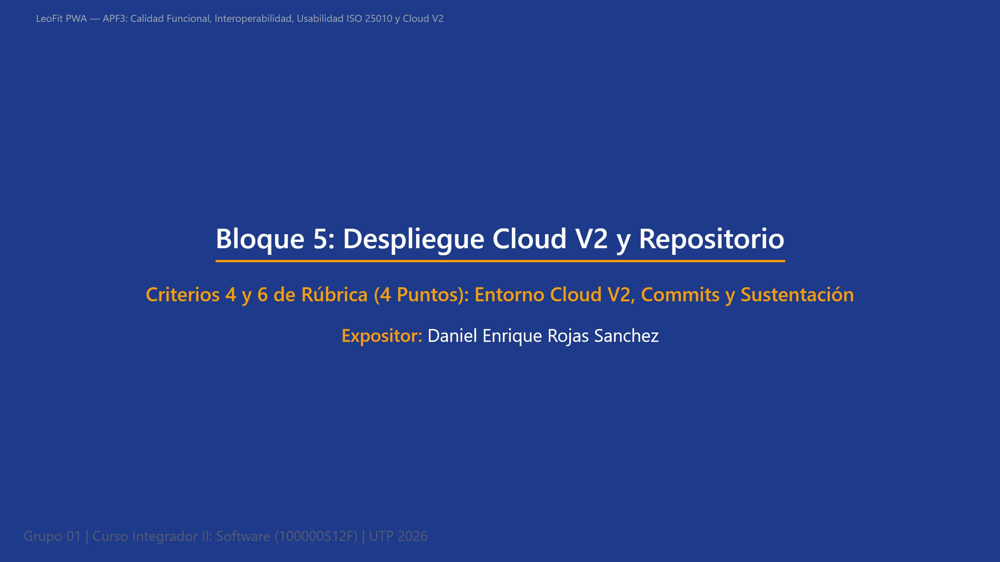 LeoFit PWA — APF3: Calidad Funcional, Interoperabilidad, Usabilidad ISO 25010 y Cloud V2
Bloque 5: Despliegue Cloud V2 y Repositorio
Criterios 4 y 6 de Rúbrica (4 Puntos): Entorno Cloud V2, Commits y Sustentación
Expositor: Daniel Enrique Rojas Sanchez
Grupo 01 | Curso Integrador II: Software (100000S12F) | UTP 2026